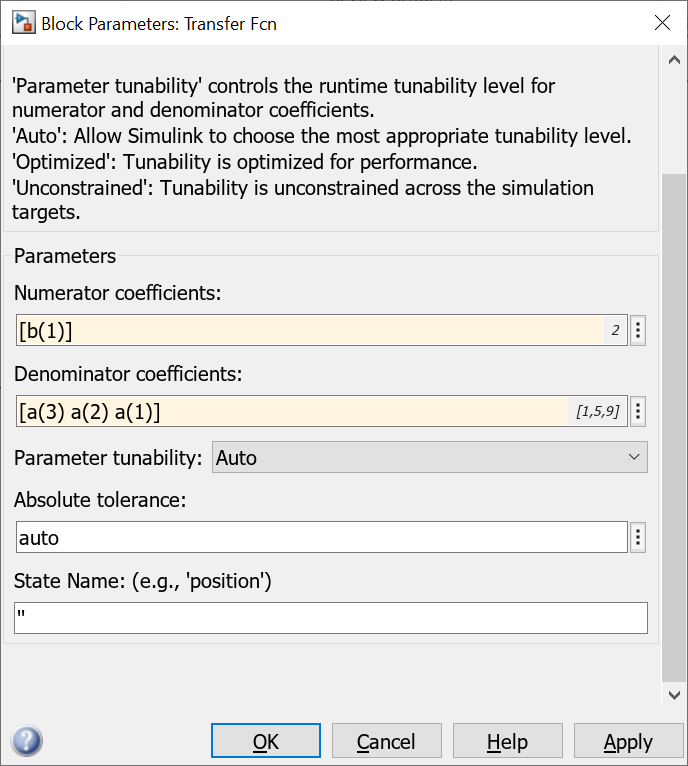 Block Parameters: Transfer Fcn
'Parameter tunability' controls the runtime tunability level for
numerator and denominator coefficients.
'Auto': Allow Simulink to choose the most appropriate tunability level.
'Optimized': Tunability is optimized for performance.
'Unconstrained': Tunability is unconstrained across the simulation
targets.
Parameters
Numerator coefficients:
[b(1)] 2
Denominator coefficients:
[a(3) a(2) a(1)] [1,5,9]
Parameter tunability: Auto
Absolute tolerance:
auto
State Name: (e.g., 'position')
''
OK Cancel Help Apply